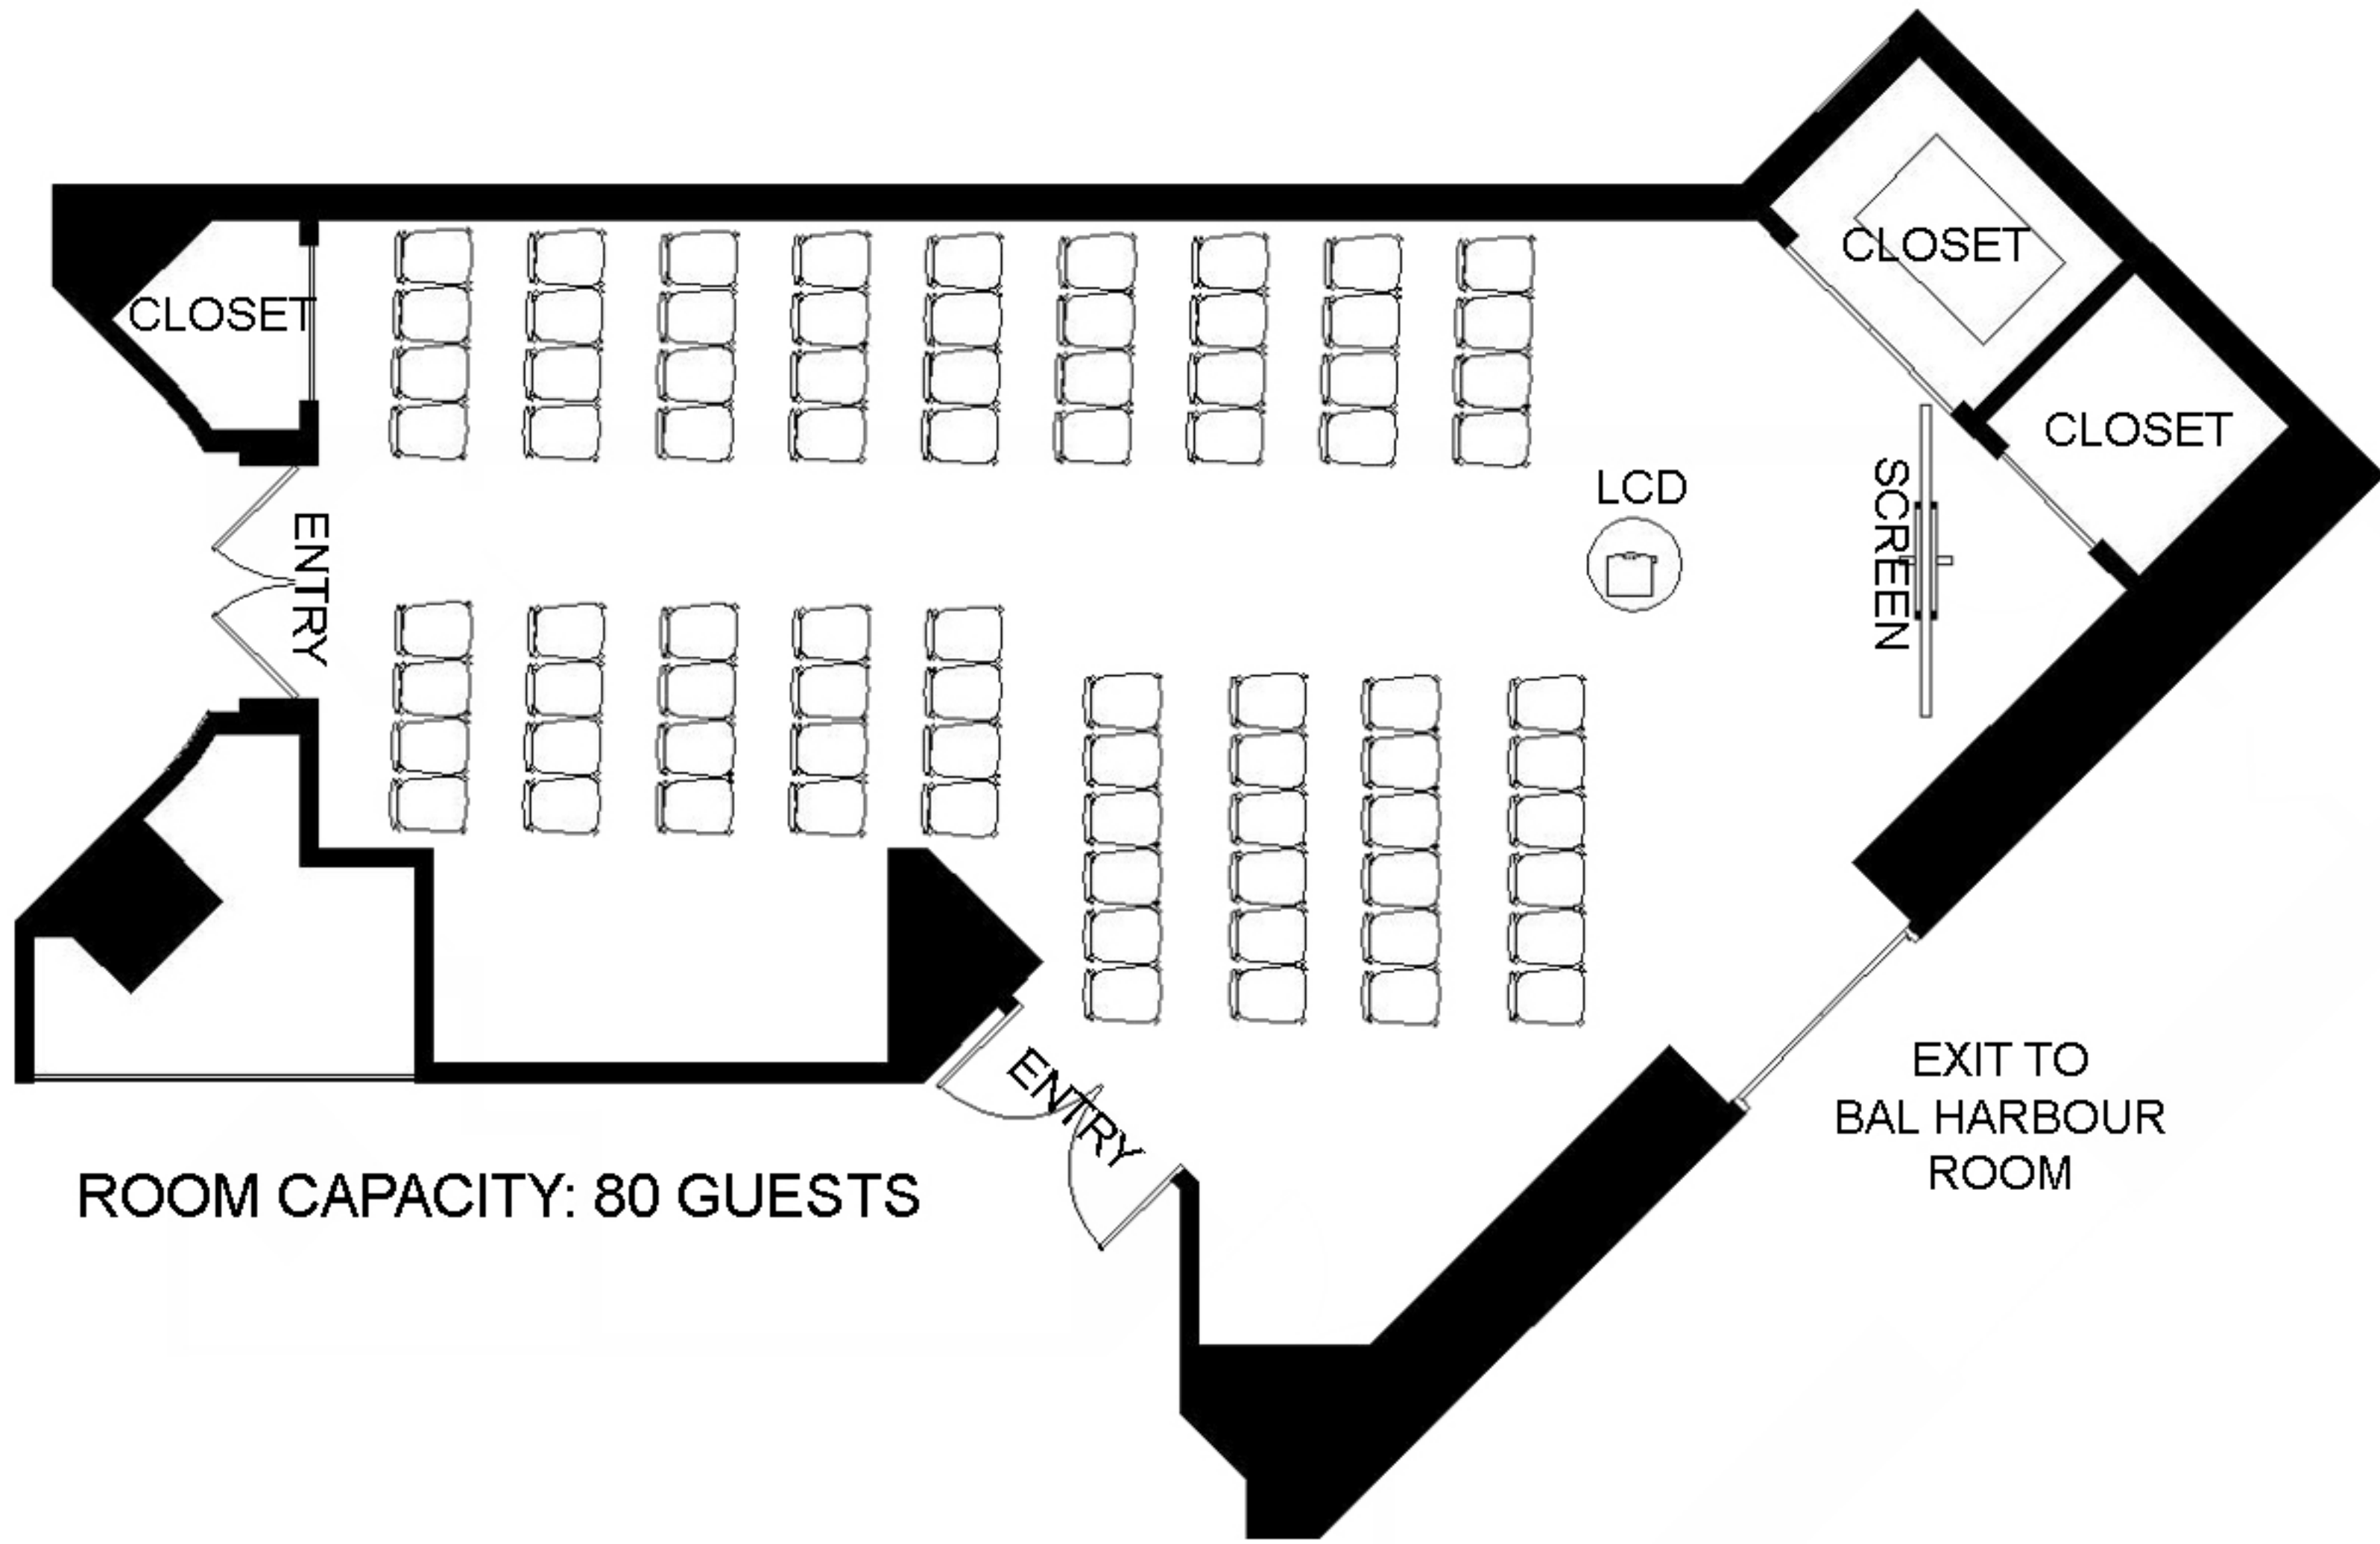 CLOSET
CLOSET
CLOSET
LCD
SCREEN
ENTRY
ENTRY
EXIT TO
BAL HARBOUR
ROOM
ROOM CAPACITY: 80 GUESTS